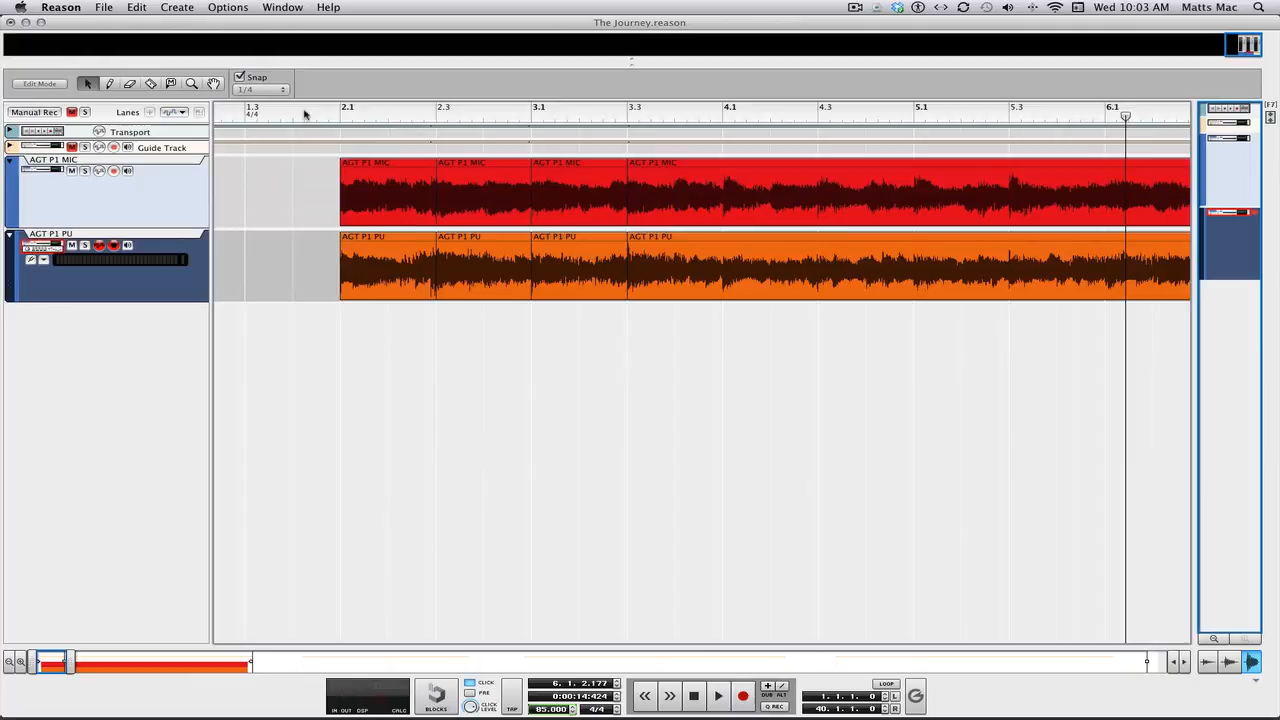 Reason File Edit Create Options Window Help Wed 10:03 AM Matts Mac
The Journey.reason
Edit Mode
Snap
1/4
Manual Rec M S Lanes
1.3 2.1 2.3 3.1 3.3 4.1 4.3 5.1 5.3 6.1
4/4
[F7]
Transport
M S Guide Track
AGT P1 MIC
M S
AGT P1 MIC AGT P1 MIC AGT P1 MIC AGT P1 MIC
AGT P1 PU
M S
AGT P1 PU AGT P1 PU AGT P1 PU AGT P1 PU
IN OUT DSP CALC
BLOCKS
CLICK
PRE
CLICK
LEVEL
TAP
6. 1. 2.177
0:00:14:424
85.000 4/4
DUB ALT
Q REC
LOOP
1. 1. 1. 0 L
40. 1. 1. 0 R